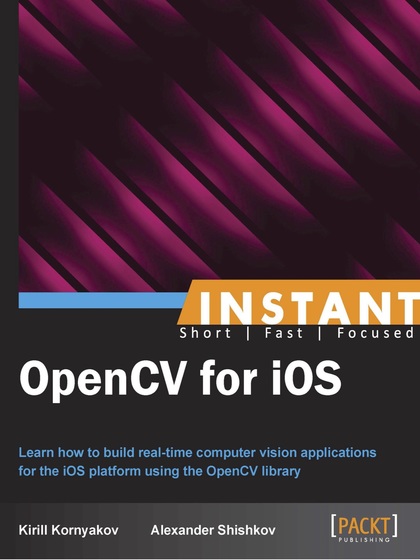 INSTANT
Short | Fast | Focused
OpenCV for iOS
Learn how to build real-time computer vision applications
for the iOS platform using the OpenCV library
Kirill Kornyakov Alexander Shishkov [PACKT]
PUBLISHING